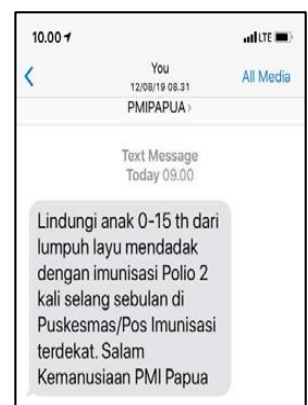 10.00
LTE
You
12/08/19 08.31
All Media
PMIPAPUA >
Text Message
Today 09.00
Lindungi anak 0-15 th dari
lumpuh layu mendadak
dengan imunisasi Polio 2
kali selang sebulan di
Puskesmas/Pos Imunisasi
terdekat. Salam
Kemanusiaan PMI Papua